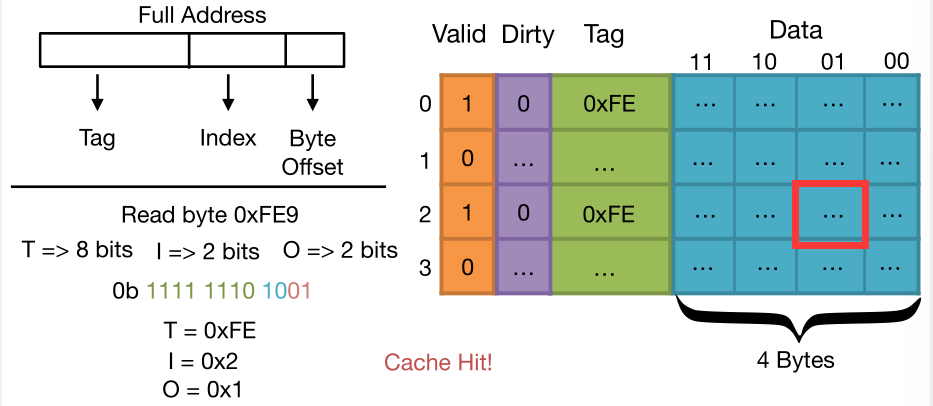 Full Address
Tag Index Byte
Offset
Read byte 0xFE9
T => 8 bits I => 2 bits O => 2 bits
0b 1111 1110 1001
T = 0xFE
I = 0x2
O = 0x1
Cache Hit!
Valid Dirty Tag Data
11 10 01 00
0 1 0 0xFE ... ... ... ...
1 0 ... ... ... ... ... ...
2 1 0 0xFE ... ... ... ...
3 0 ... ... ... ... ... ...
4 Bytes